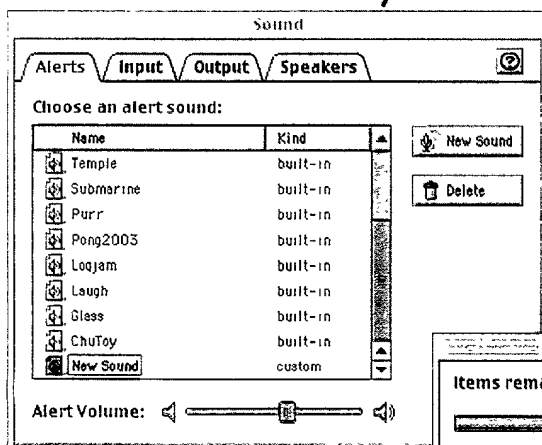 Sound
Alerts Input Output Speakers
Choose an alert sound:
Name Kind
New Sound
Temple built-in
Submarine built-in
Delete
Purr built-in
Pong2003 built-in
Logjam built-in
Laugh built-in
Glass built-in
ChuToy built-in
New Sound custom
Items rema
Alert Volume: